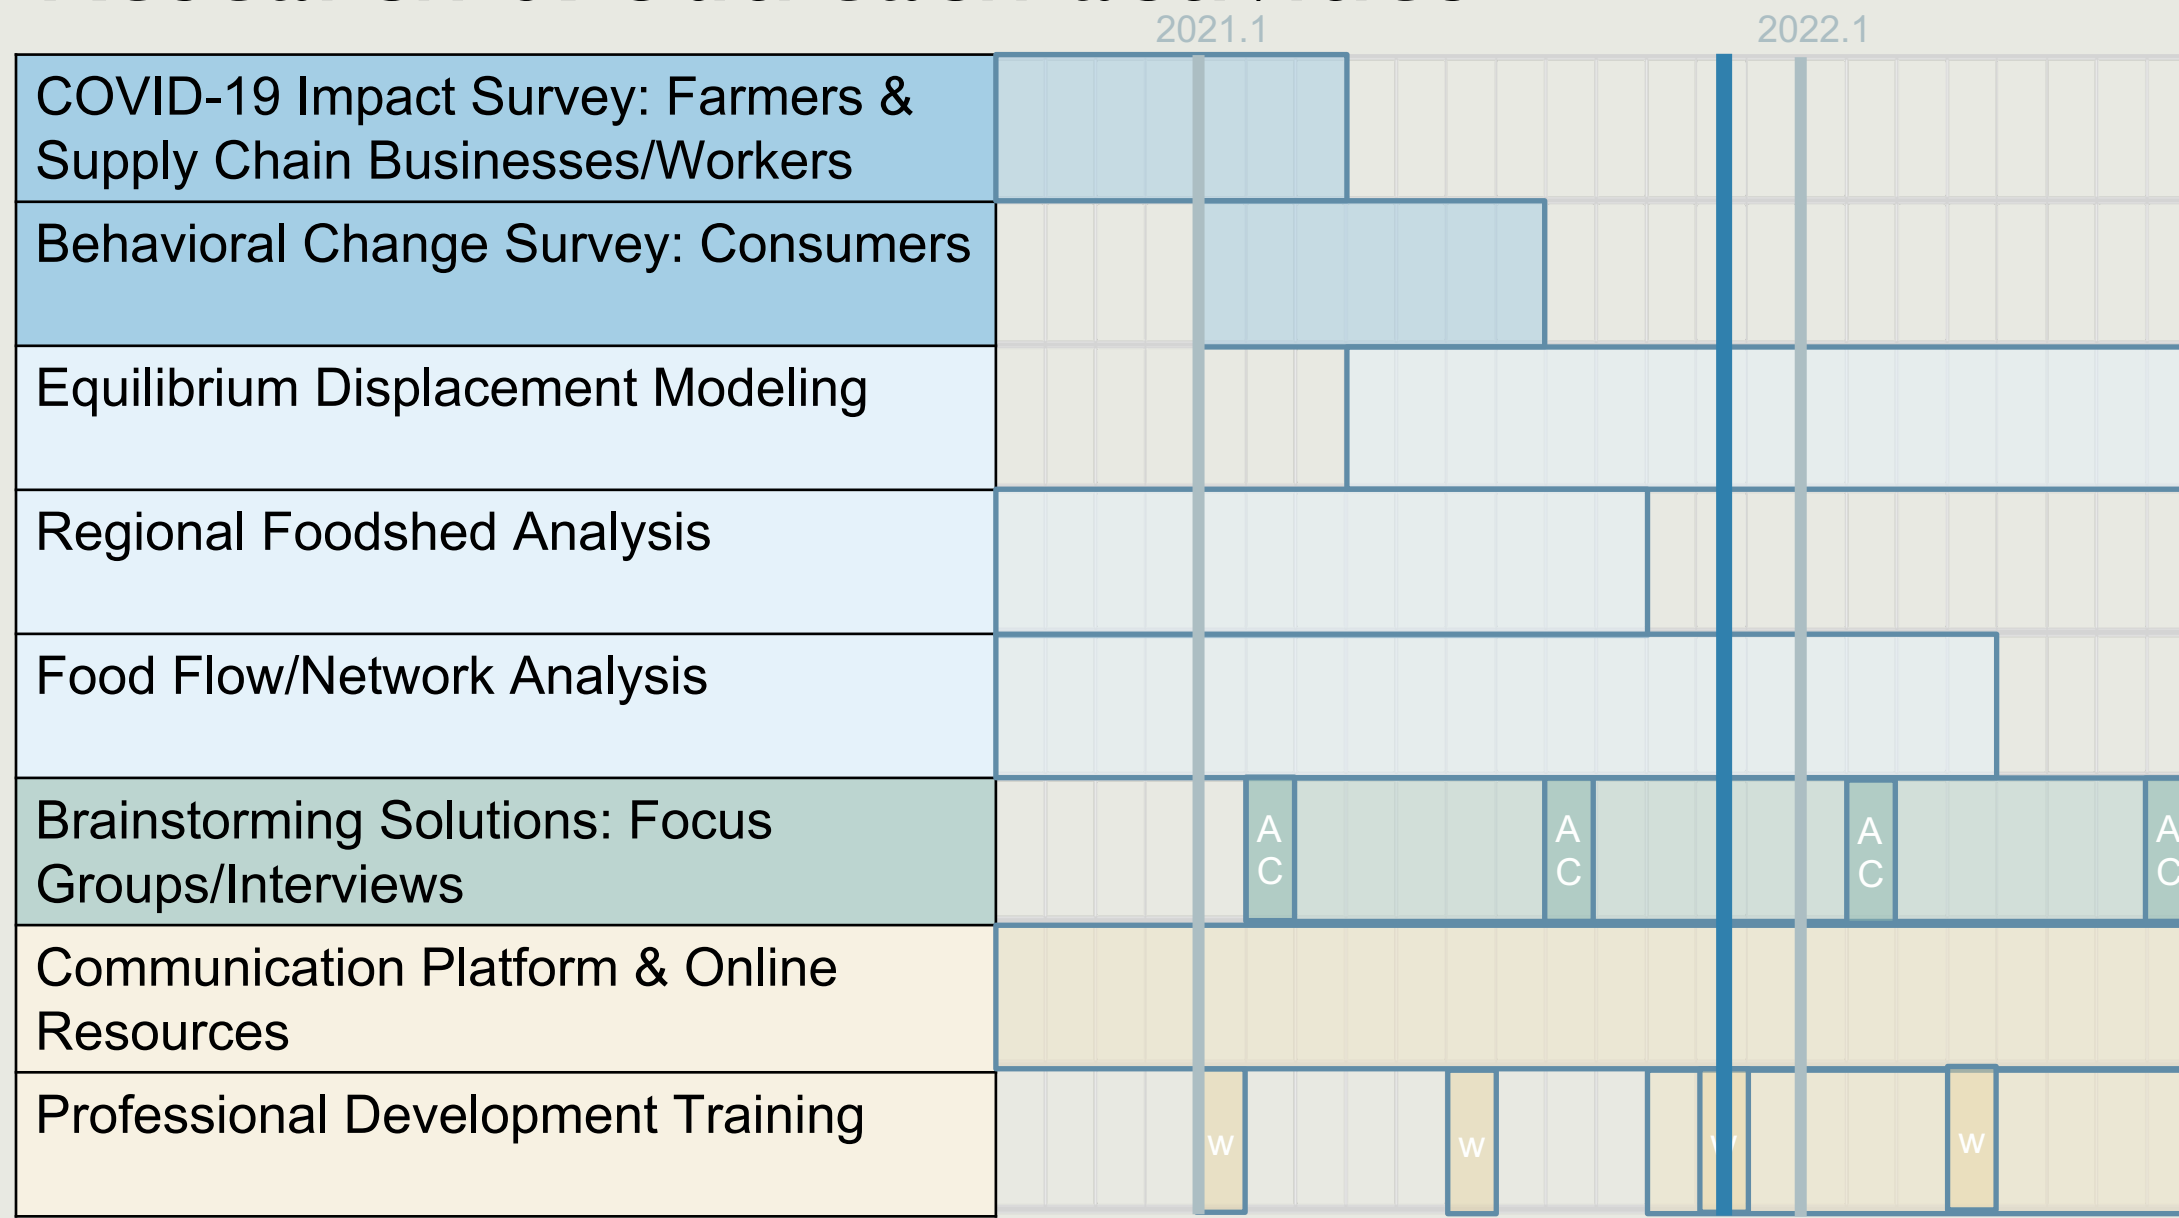 2021.1
2022.1
COVID-19 Impact Survey: Farmers &
Supply Chain Businesses/Workers
Behavioral Change Survey: Consumers
Equilibrium Displacement Modeling
Regional Foodshed Analysis
Food Flow/Network Analysis
Brainstorming Solutions: Focus
Groups/Interviews
A
C
A
C
A
C
A
C
Communication Platform & Online
Resources
Professional Development Training
w
w
w